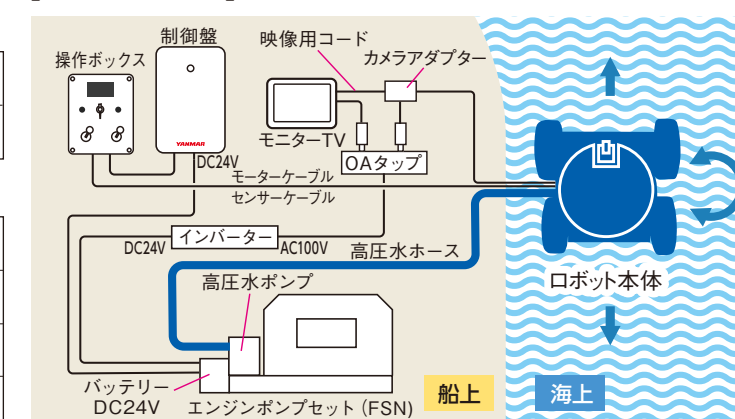 制御盤
操作ボックス
映像用コード
カメラアダプター
YANMAR
モニターTV
DC24V
OAタップ
モーターケーブル
センサーケーブル
DC24V
インバーター
AC100V
高圧水ホース
高圧水ポンプ
ロボット本体
バッテリー
DC24V
エンジンポンプセット（FSN）
船上
海上